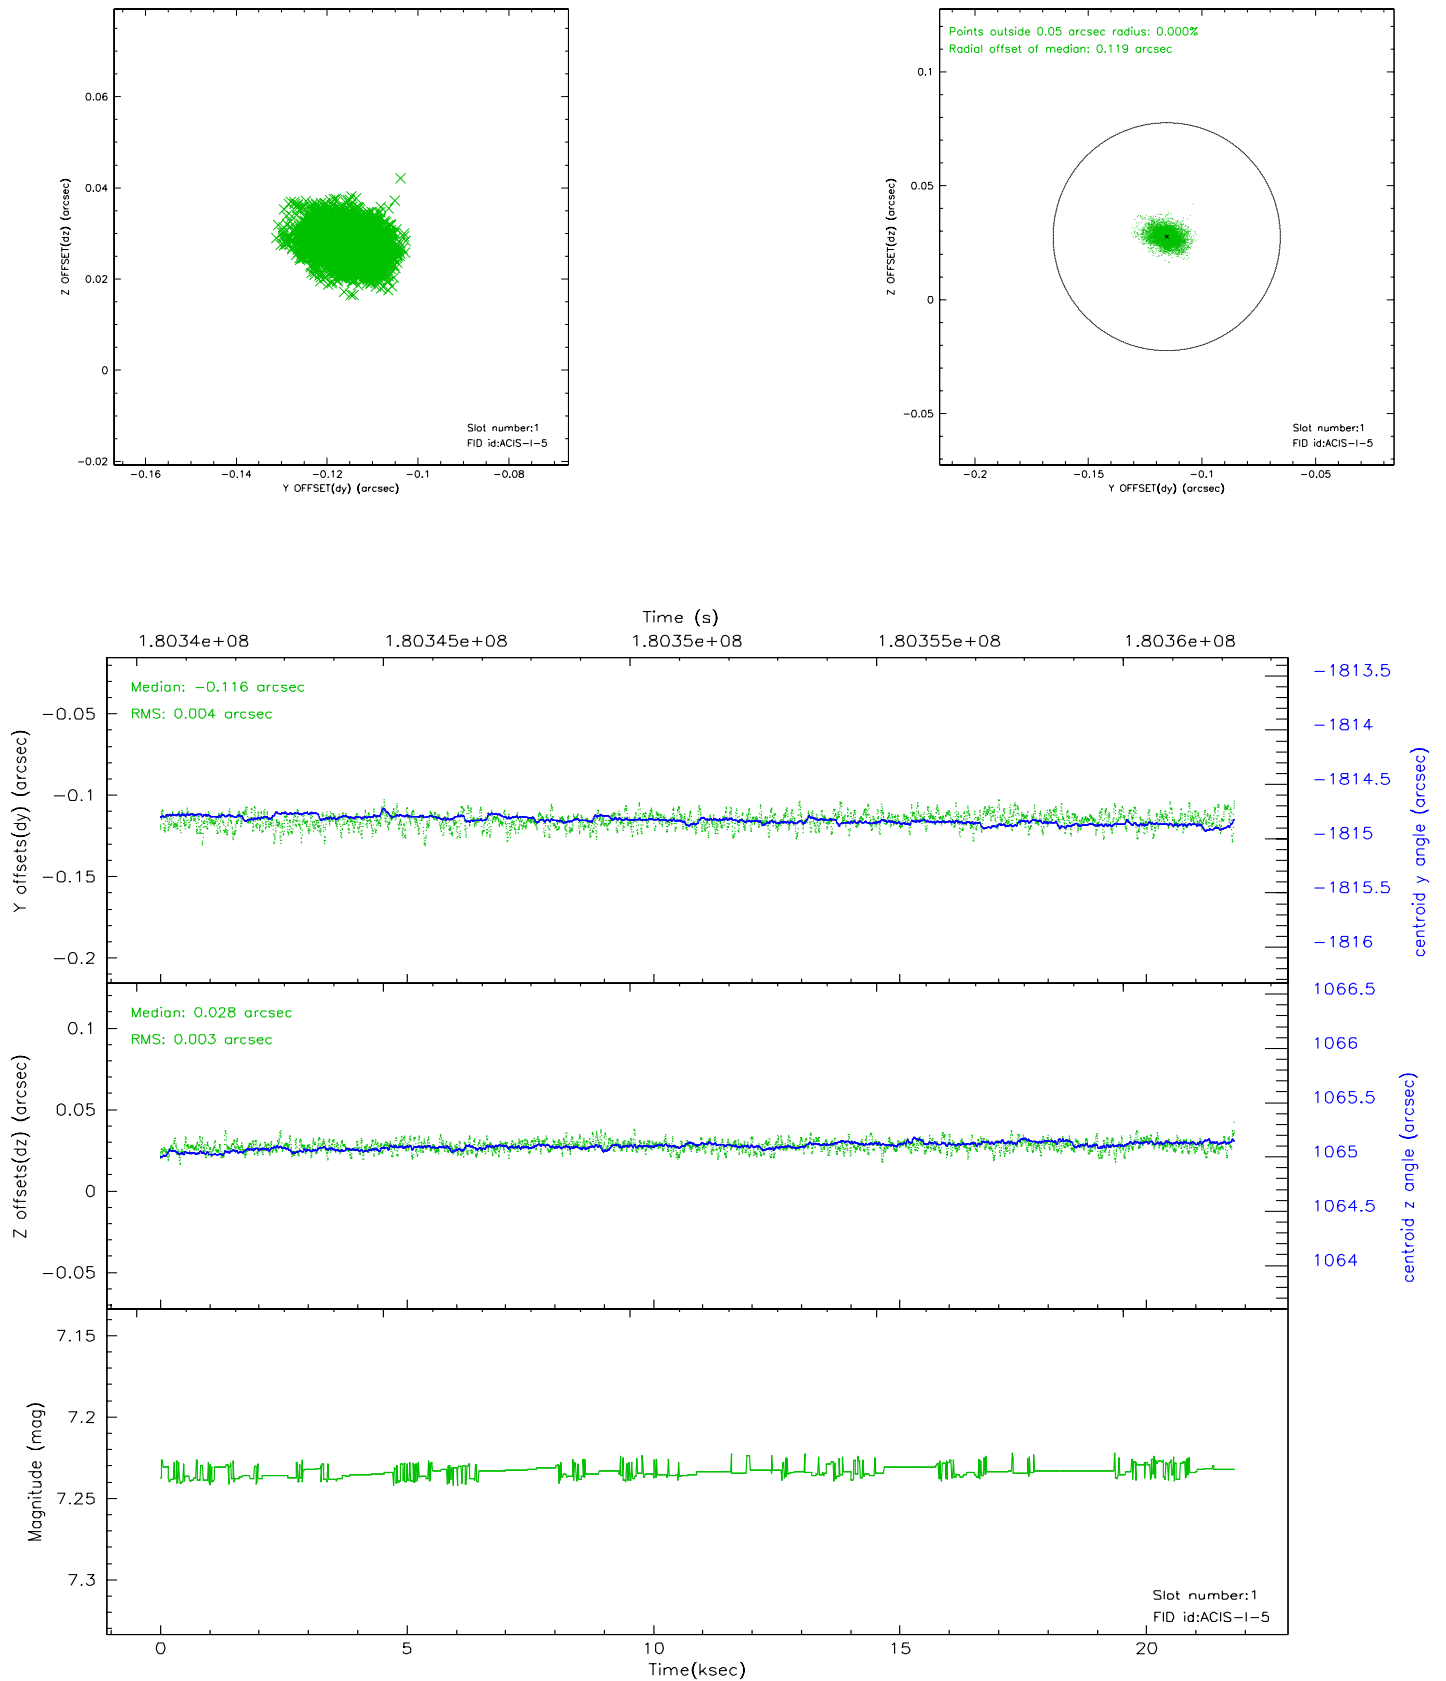 0.06
0.04
0.02
0
-0.02
Z OFFSET(dz) (arcsec)
Slot number:1
FID id:ACIS-I-5
-0.16
-0.14
-0.12
-0.1
-0.08
Y OFFSET(dy) (arcsec)
Points outside 0.05 arcsec radius: 0.000%
Radial offset of median: 0.119 arcsec
0.1
0.05
0
-0.05
Z OFFSET(dz) (arcsec)
Slot number:1
FID id:ACIS-I-5
-0.2
-0.15
-0.1
-0.05
Y OFFSET(dy) (arcsec)
Time (s)
1.8034e+08
1.80345e+08
1.8035e+08
1.80355e+08
1.8036e+08
Median: -0.116 arcsec
RMS: 0.004 arcsec
-0.05
-0.1
-0.15
-0.2
Y offsets(dy) (arcsec)
-1813.5
-1814
-1814.5
-1815
-1815.5
-1816
centroid y angle (arcsec)
Median: 0.028 arcsec
RMS: 0.003 arcsec
0.1
0.05
0
-0.05
Z offsets(dz) (arcsec)
1066.5
1066
1065.5
1065
1064.5
1064
centroid z angle (arcsec)
7.15
7.2
7.25
7.3
Magnitude (mag)
Slot number:1
FID id:ACIS-I-5
0
5
10
15
20
Time(ksec)